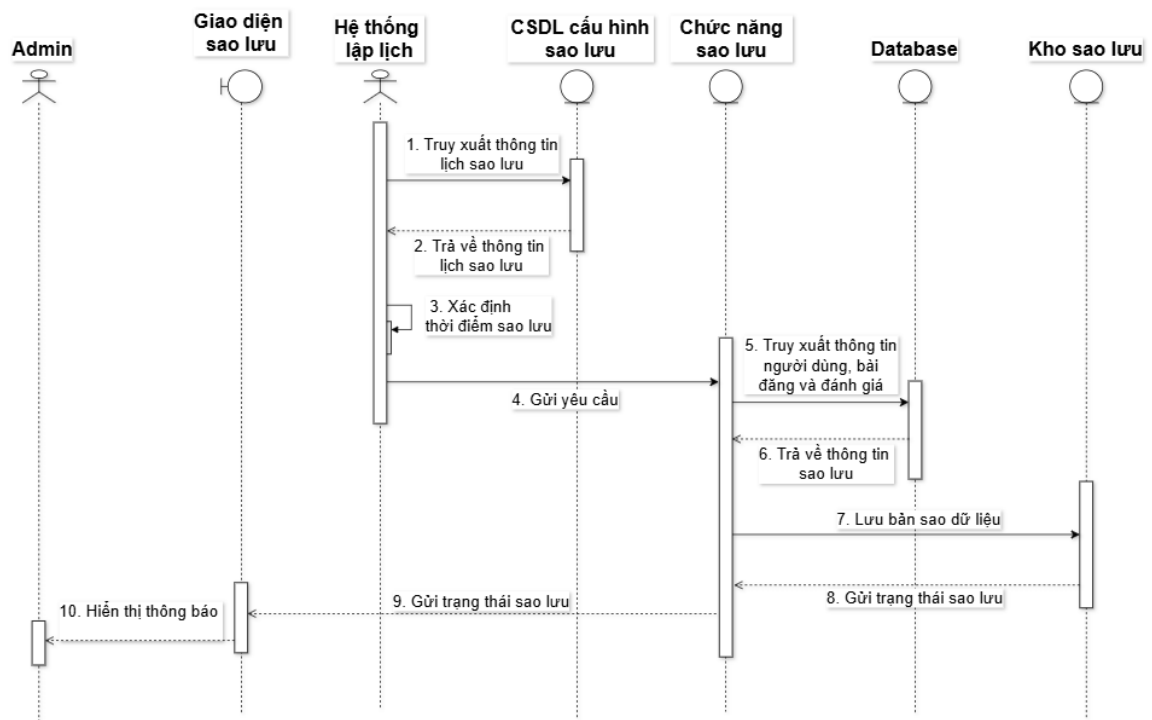 Admin
Giao diện
sao lưu
Hệ thống
lập lịch
CSDL cấu hình
sao lưu
Chức năng
sao lưu
Database
Kho sao lưu
1. Truy xuất thông tin
lịch sao lưu
2. Trả về thông tin
lịch sao lưu
3. Xác định
thời điểm sao lưu
4. Gửi yêu cầu
5. Truy xuất thông tin
người dùng, bài
đăng và đánh giá
6. Trả về thông tin
sao lưu
7. Lưu bản sao dữ liệu
8. Gửi trạng thái sao lưu
9. Gửi trạng thái sao lưu
10. Hiển thị thông báo